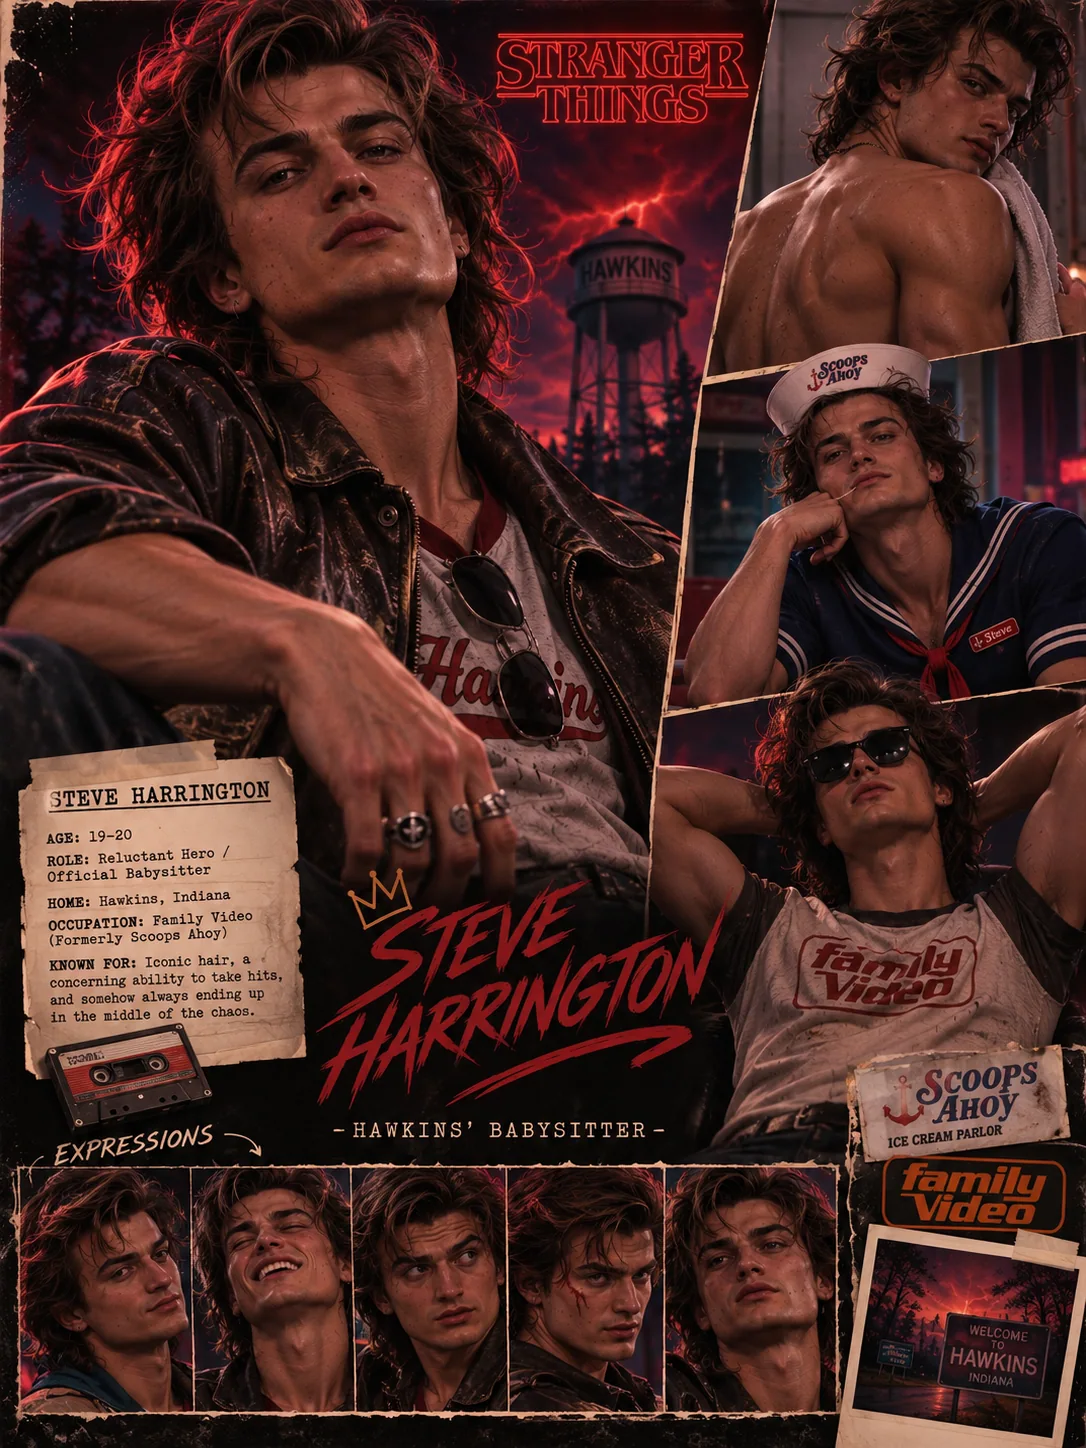 STRANGER
THINGS
HAWKINS
SCOOPS
AHOY
Steve
Hawkins
STEVE HARRINGTON
AGE: 19-20
ROLE: Reluctant Hero /
Official Babysitter
HOME: Hawkins, Indiana
OCCUPATION: Family Video
(Formerly Scoops Ahoy)
KNOWN FOR: Iconic hair, a
concerning ability to take hits,
and somehow always ending up
in the middle of the chaos.
STEVE
HARRINGTON
-HAWKINS' BABYSITTER-
family
Video
SCOOPS
AHOY
ICE CREAM PARLOR
family
Video
EXPRESSIONS
WELCOME
TO
HAWKINS
INDIANA